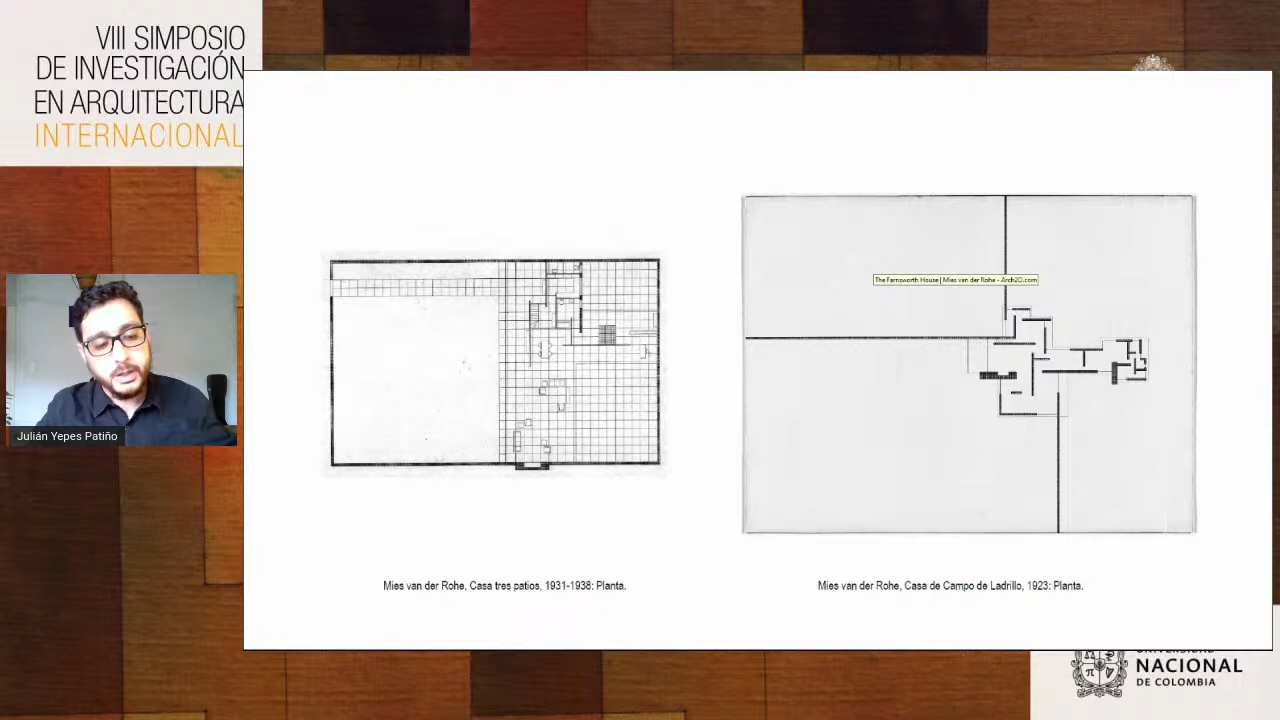 VIII SIMPOSIO
DE INVESTIGACIÓN
EN ARQUITECTURA
INTERNACIONAL
The Farnsworth House | Mies van der Rohe - Arch2O.com
Julián Yepes Patiño
Mies van der Rohe, Casa tres patios, 1931-1938: Planta.
Mies van der Rohe, Casa de Campo de Ladrillo, 1923: Planta.
UNIVERSIDAD
NACIONAL
DE COLOMBIA